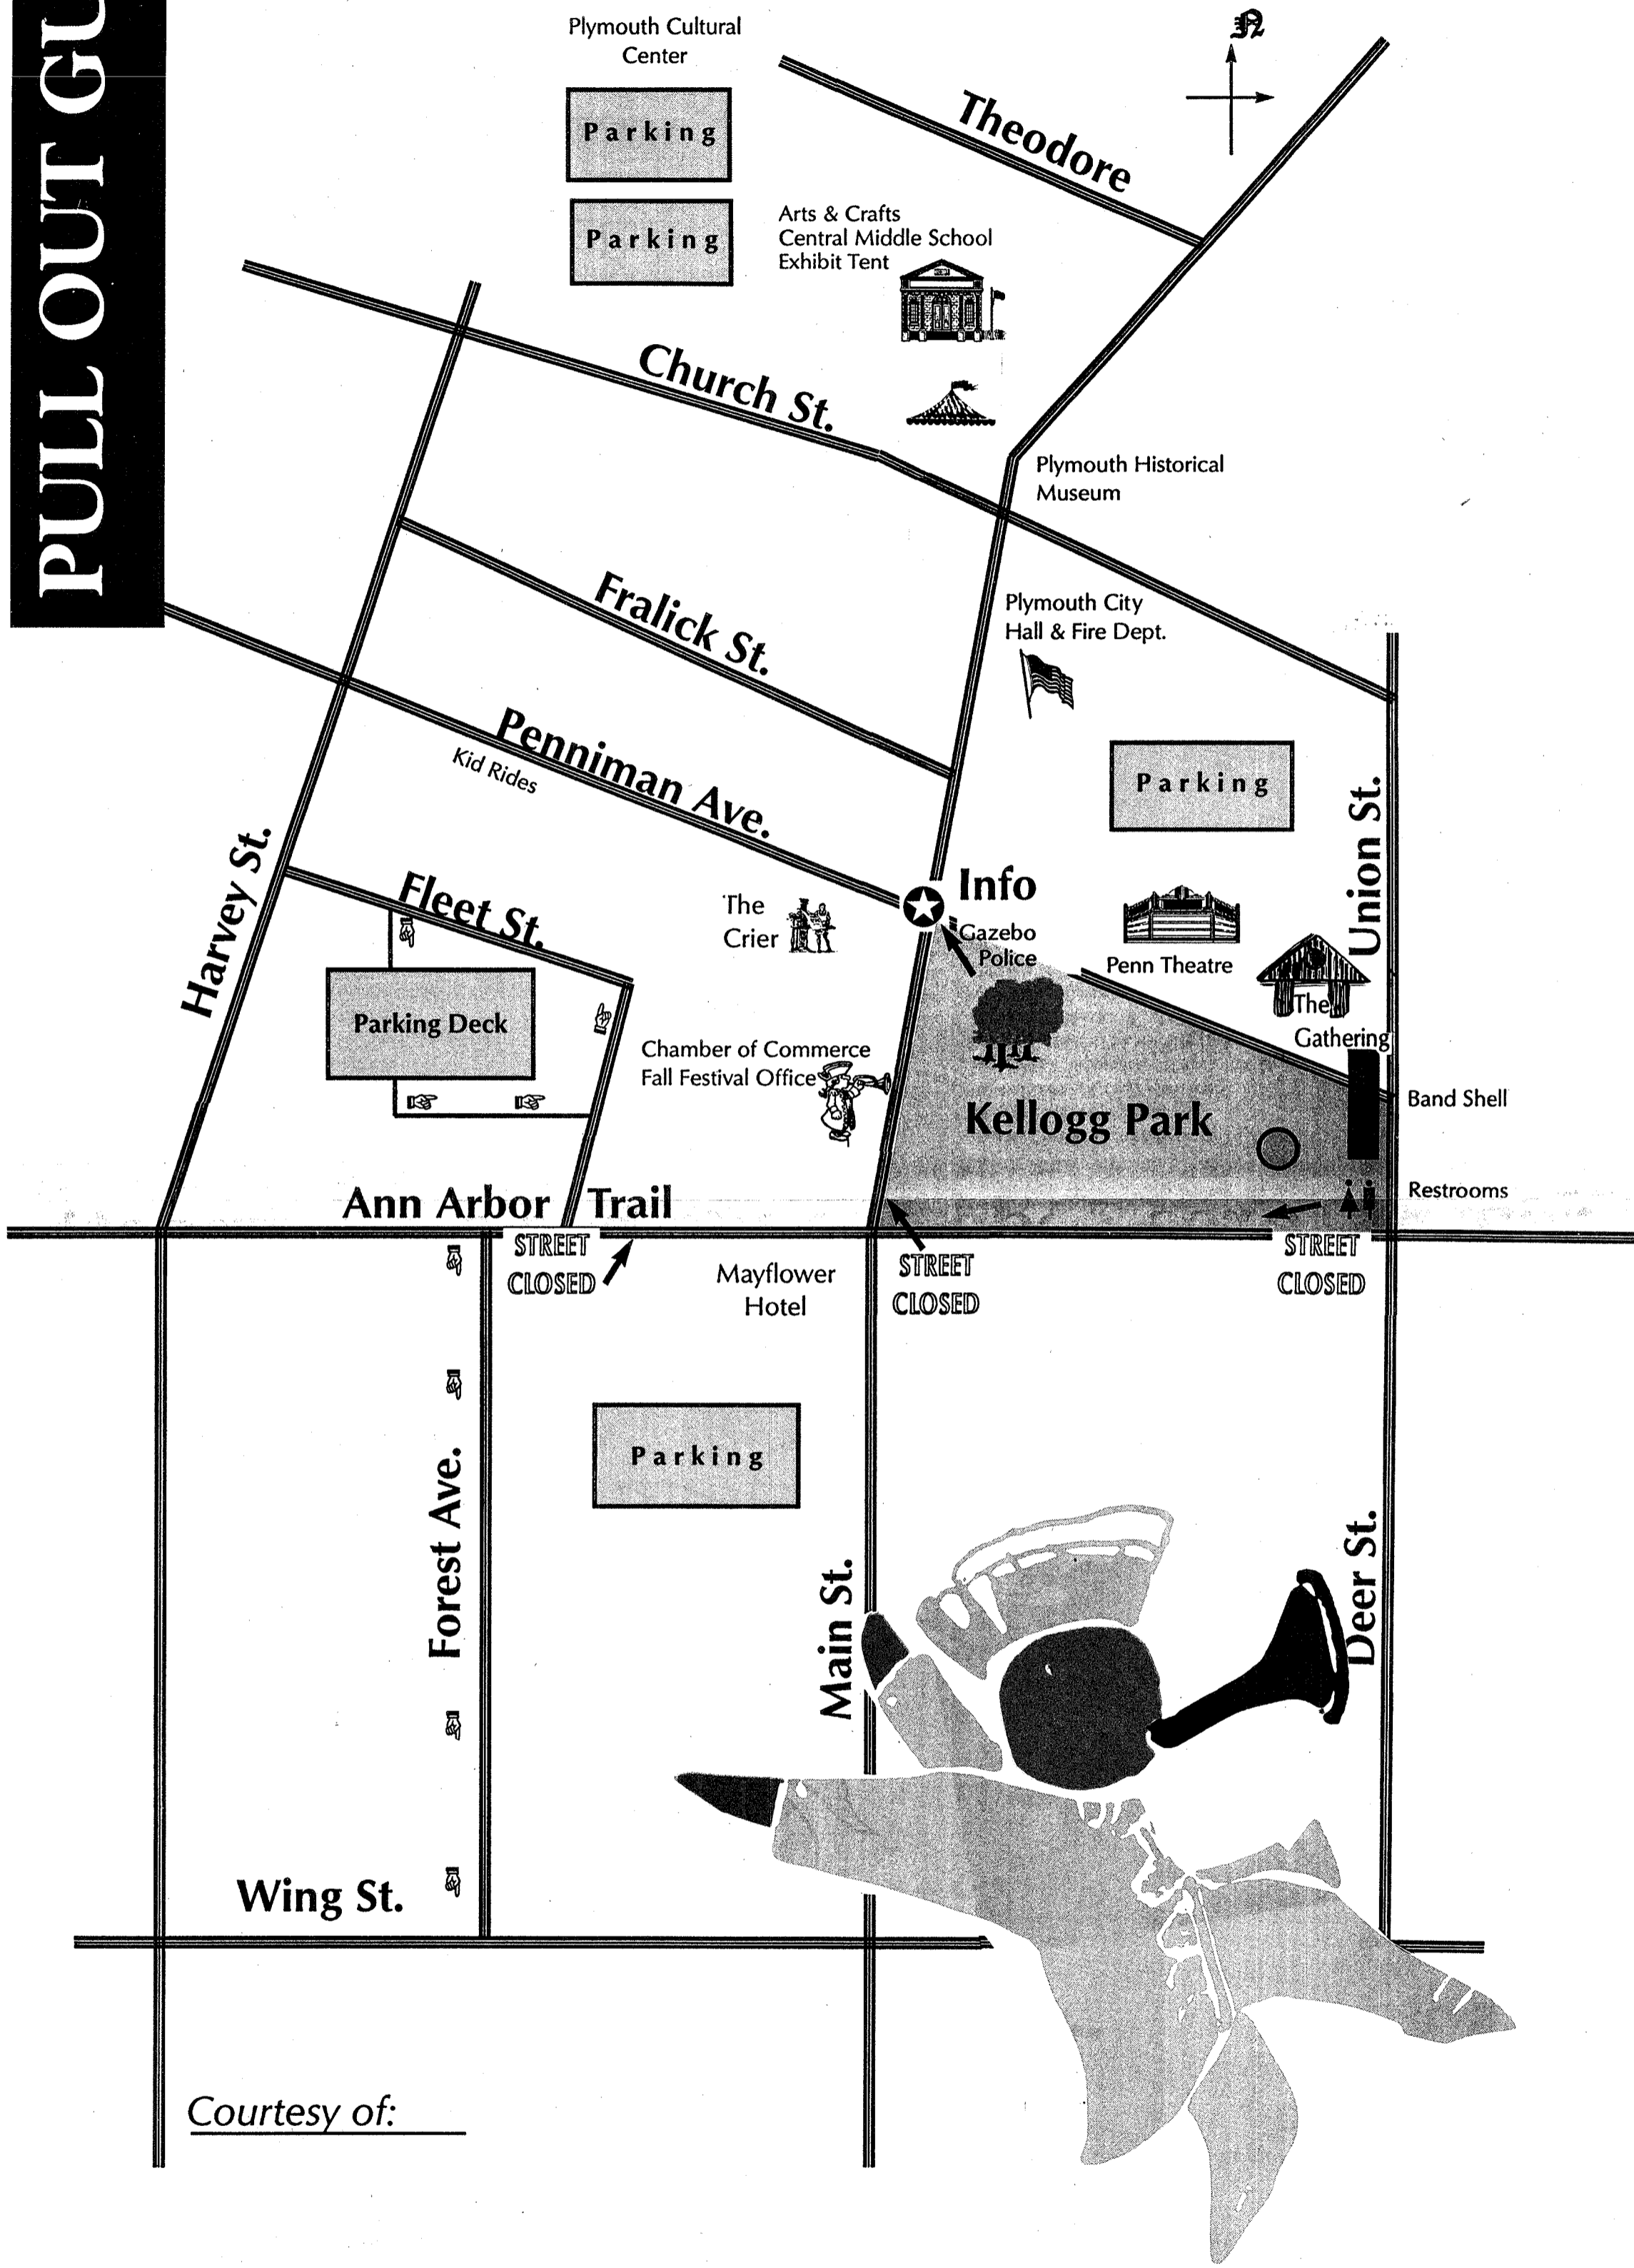 PULL OUT GU
Plymouth Cultural
Center
Parking
Parking
N
Theodore
Arts & Crafts
Central Middle School
Exhibit Tent
Church St.
Plymouth Historical
Museum
Fralick St.
Plymouth City
Hall & Fire Dept.
Penniman Ave.
Kid Rides
Parking
Harvey St.
Fleet St.
The
Crier
Info
Gazebo
Police
Penn Theatre
Union St.
The
Gathering
Parking Deck
Chamber of Commerce
Fall Festival Office
Kellogg Park
Band Shell
Restrooms
Ann Arbor Trail
STREET
CLOSED
Mayflower
Hotel
STREET
CLOSED
STREET
CLOSED
Parking
Forest Ave.
Main St.
Deer St.
Wing St.
Courtesy of: